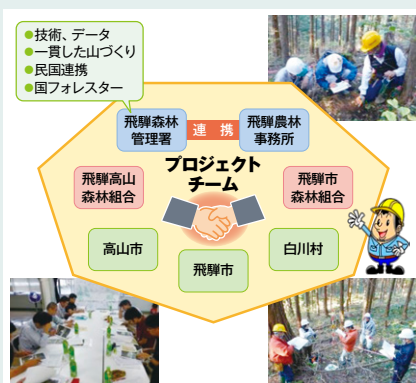 ●技術、データ
●一貫した山づくり
●民国連携
●国フォレスター
飛騨森林
管理署
連携
飛騨農林
事務所
プロジェクト
チーム
飛騨高山
森林組合
飛騨市
森林組合
高山市
飛騨市
白川村